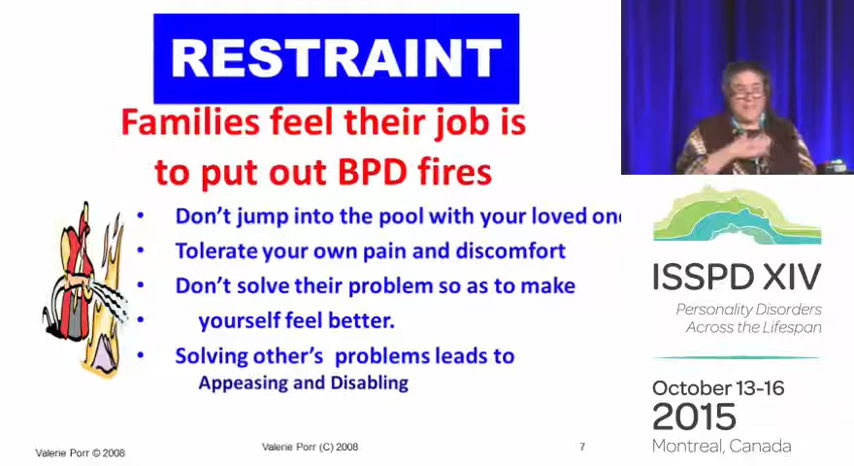 RESTRAINT
Families feel their job is
to put out BPD fires
• Don't jump into the pool with your loved one
• Tolerate your own pain and discomfort
• Don't solve their problem so as to make
• yourself feel better.
• Solving other's problems leads to
Appeasing and Disabling
Valerie Porr © 2008
Valerie Porr (C) 2008
7
ISSPD XIV
Personality Disorders
Across the Lifespan
October 13-16
2015
Montreal, Canada